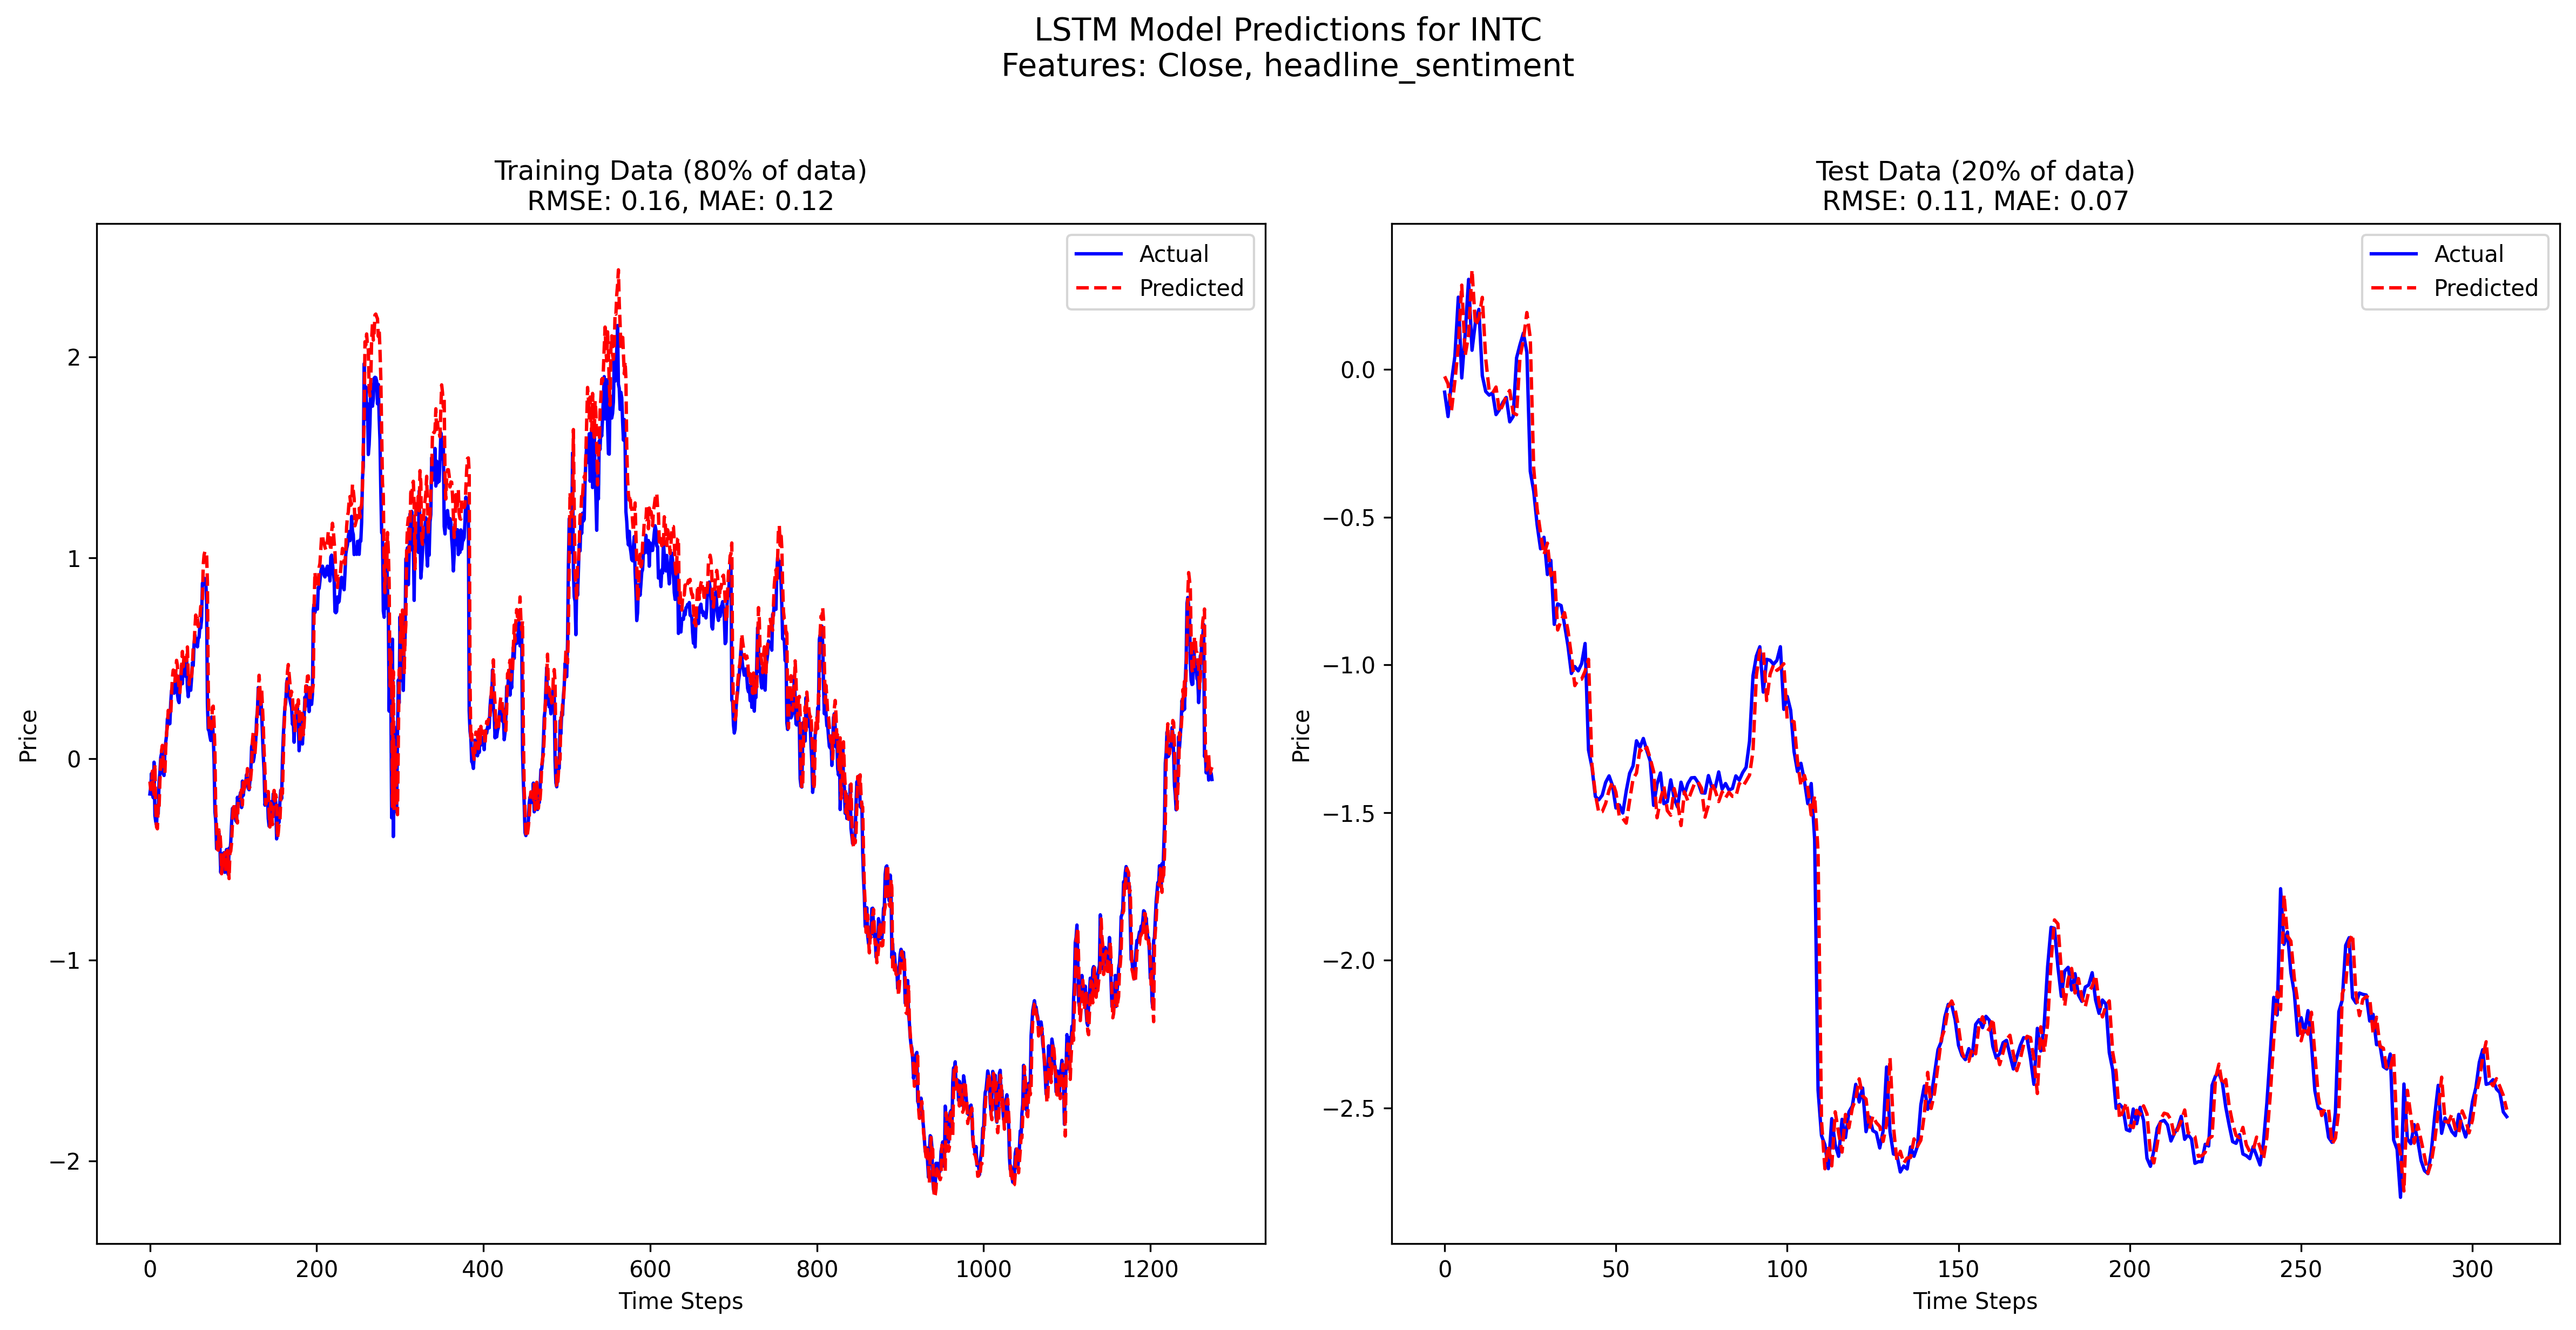 LSTM Model Predictions for INTC
Features: Close, headline_sentiment
Training Data (80% of data)
RMSE: 0.16, MAE: 0.12
Actual
Predicted
Price
2
1
0
−1
−2
0
200
400
600
800
1000
1200
Time Steps
Test Data (20% of data)
RMSE: 0.11, MAE: 0.07
Actual
Predicted
Price
0.0
−0.5
−1.0
−1.5
−2.0
−2.5
0
50
100
150
200
250
300
Time Steps